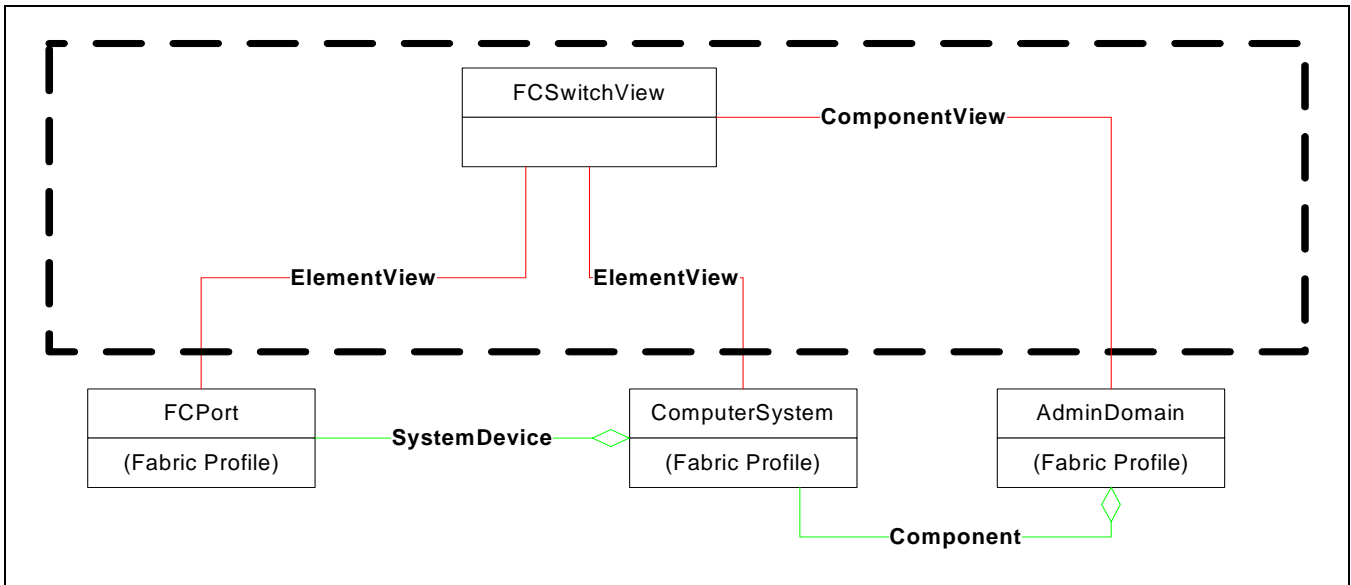 FCSwitchView
ComponentView
ElementView
ElementView
FCPort
ComputerSystem
AdminDomain
SystemDevice
(Fabric Profile)
(Fabric Profile)
(Fabric Profile)
Component